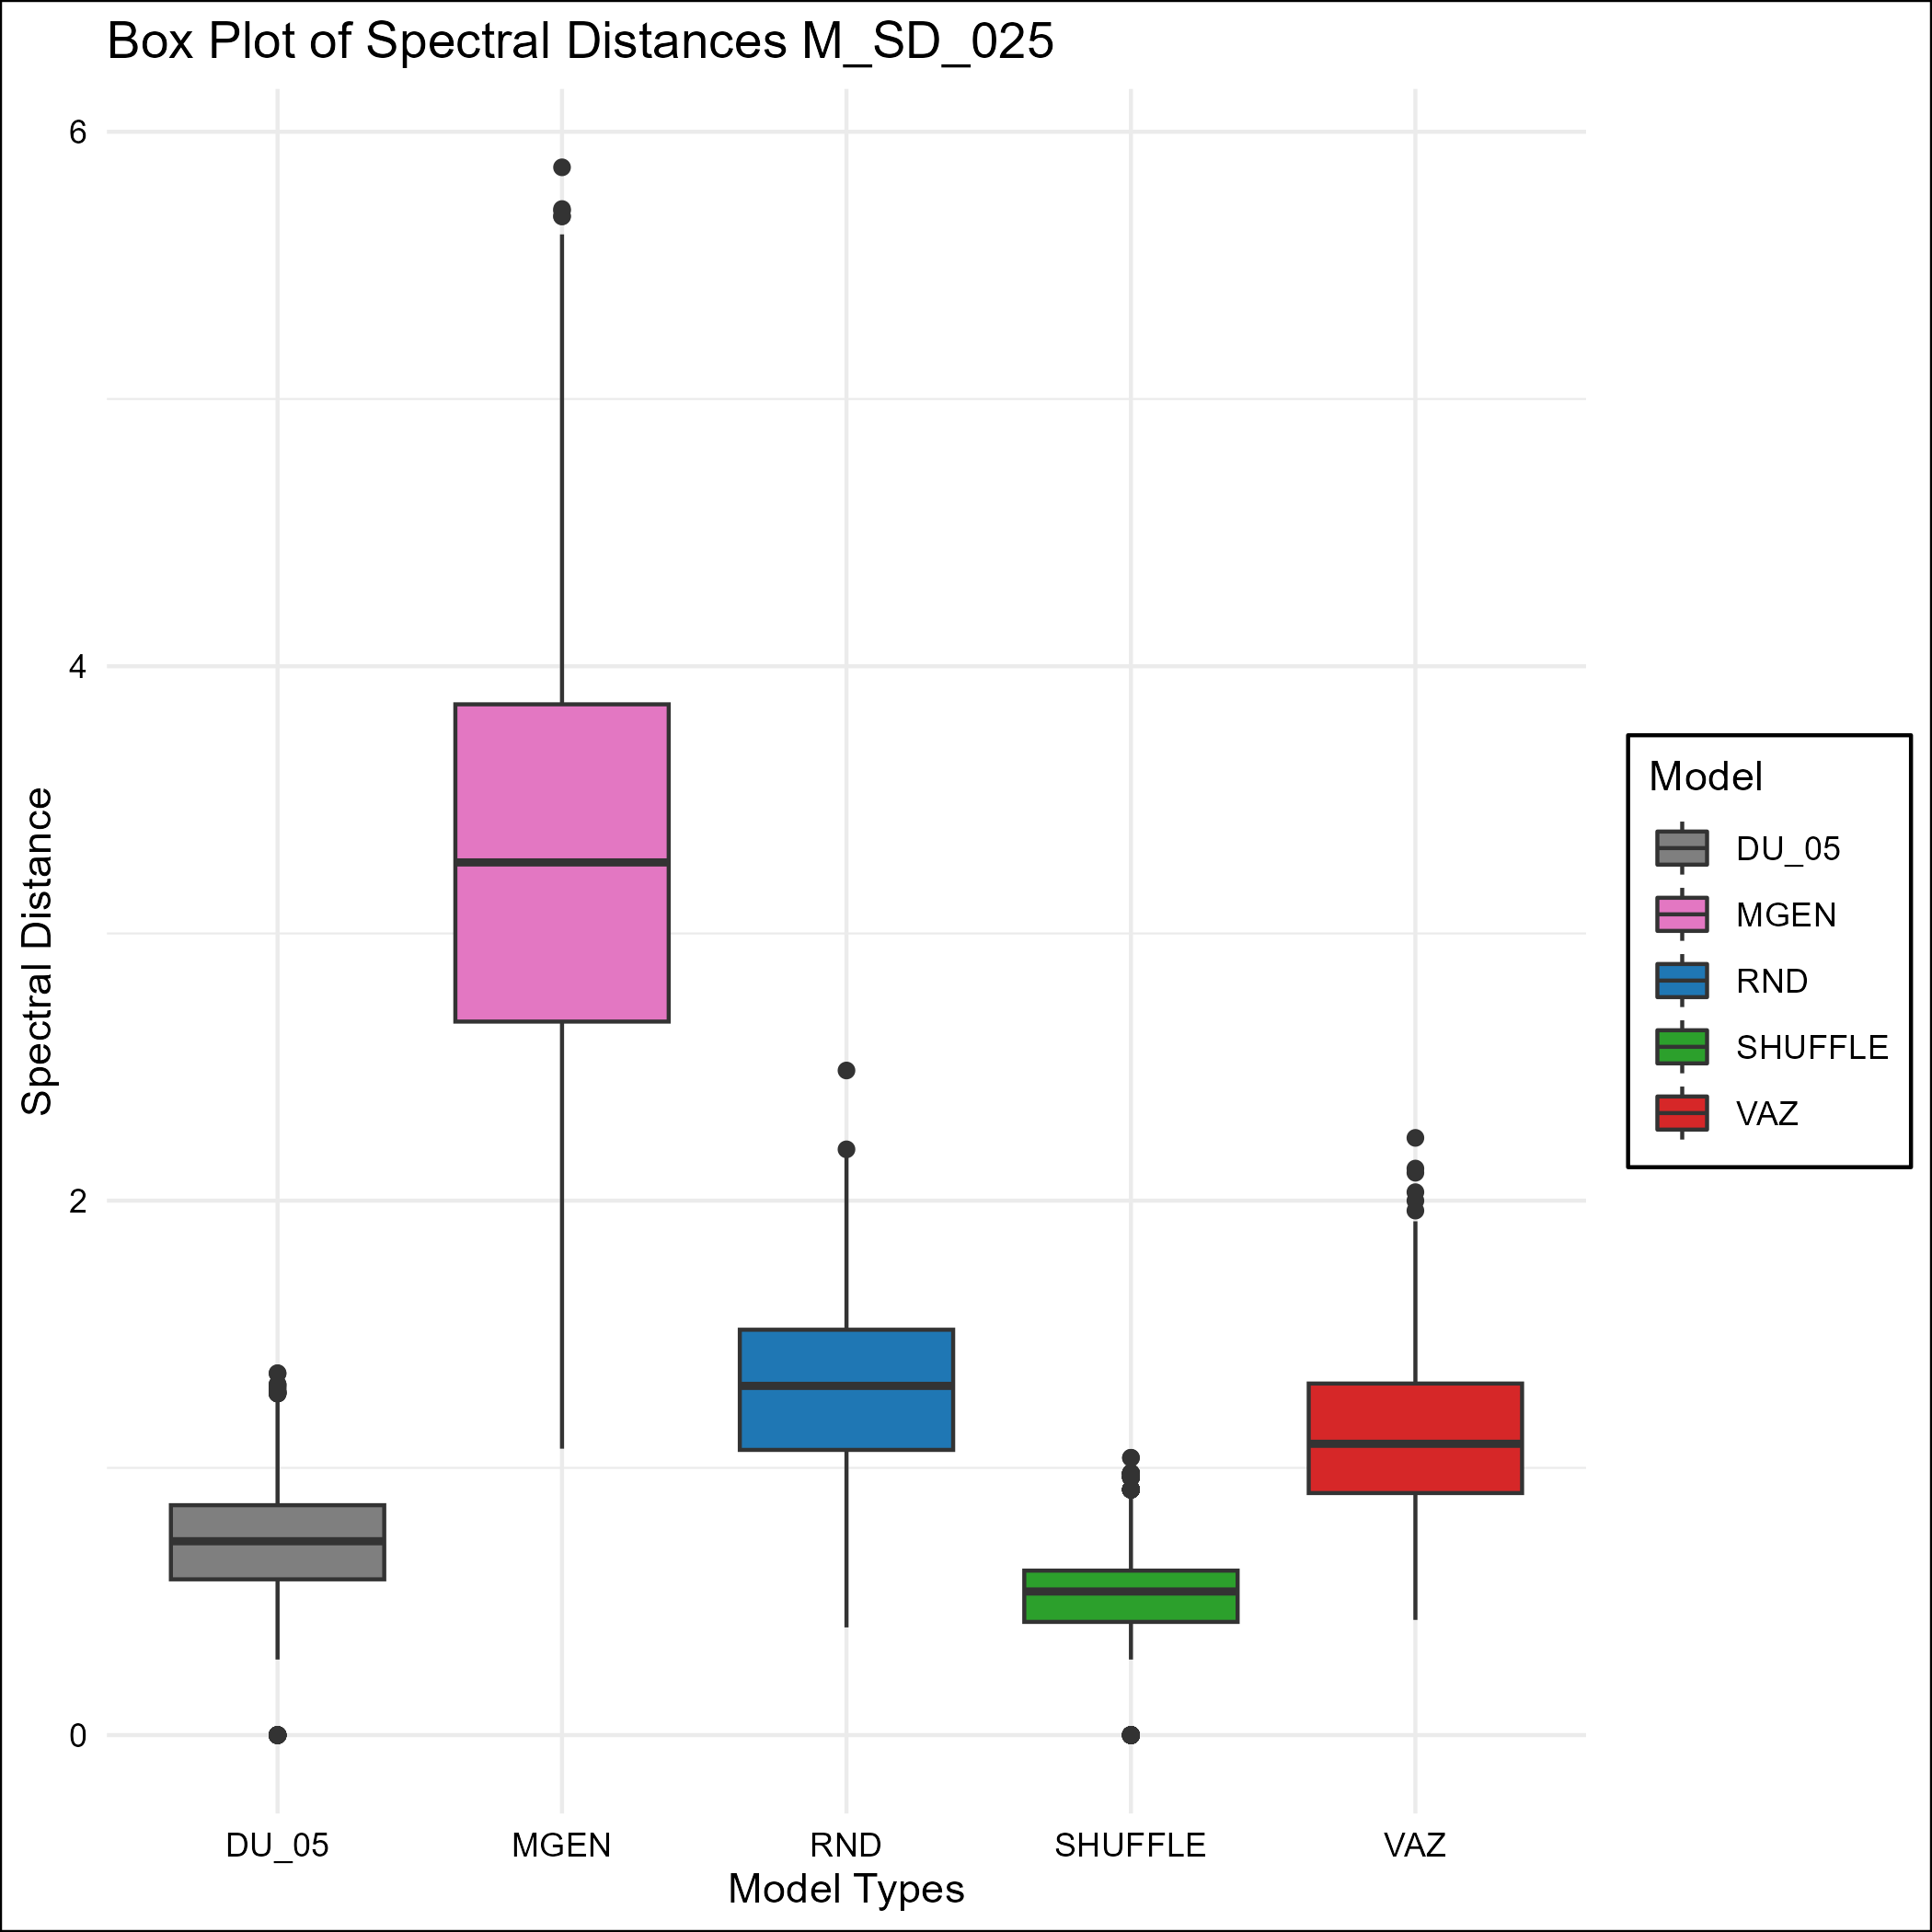 Box Plot of Spectral Distances M_SD_025
6
4
2
0
Spectral Distance
DU_05
MGEN
RND
SHUFFLE
VAZ
Model Types
Model
DU_05
MGEN
RND
SHUFFLE
VAZ